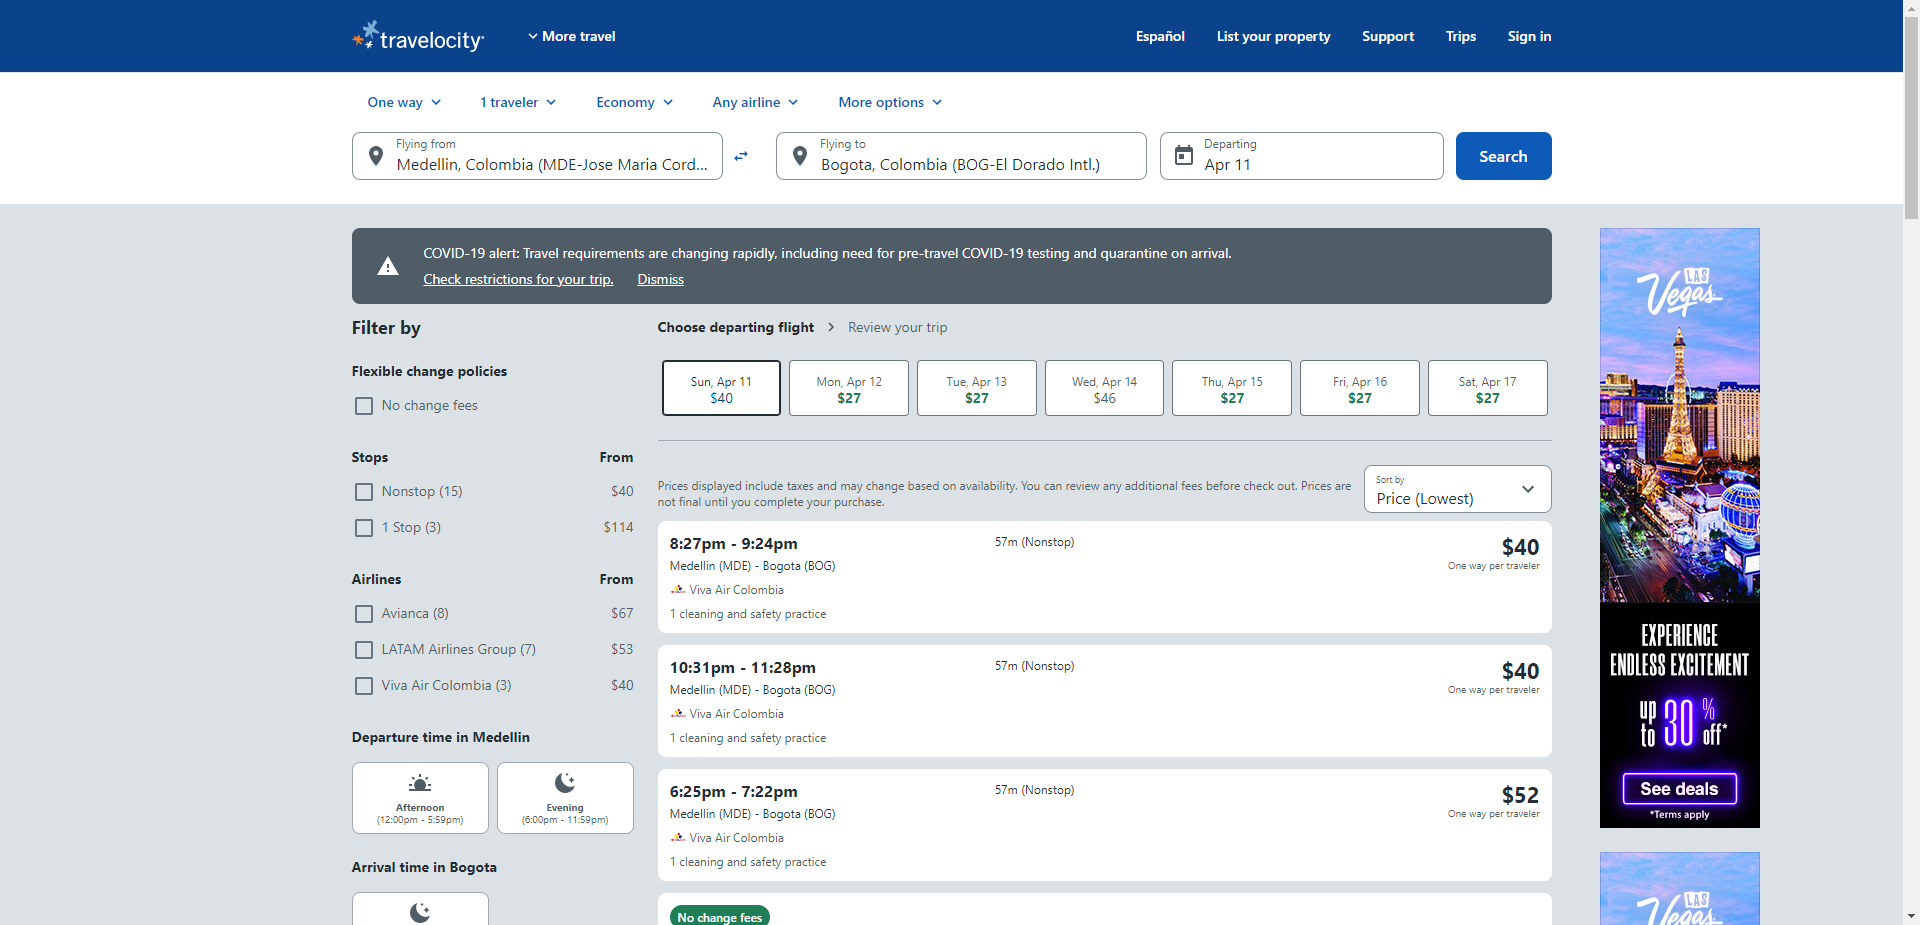 travelocity
More travel
Español
List your property
Support
Trips
Sign in
One way
1 traveler
Economy
Any airline
More options
Flying from
Medellin, Colombia (MDE-Jose Maria Cord...
Flying to
Bogota, Colombia (BOG-El Dorado Intl.)
Departing
Apr 11
Search
COVID-19 alert: Travel requirements are changing rapidly, including need for pre-travel COVID-19 testing and quarantine on arrival.
Check restrictions for your trip.
Dismiss
Filter by
Flexible change policies
No change fees
Stops From
Nonstop (15) $40
1 Stop (3) $114
Airlines From
Avianca (8) $67
LATAM Airlines Group (7) $53
Viva Air Colombia (3) $40
Departure time in Medellin
Afternoon
(12:00pm - 5:59pm)
Evening
(6:00pm - 11:59pm)
Arrival time in Bogota
Choose departing flight
Review your trip
Sun, Apr 11
$40
Mon, Apr 12
$27
Tue, Apr 13
$27
Wed, Apr 14
$46
Thu, Apr 15
$27
Fri, Apr 16
$27
Sat, Apr 17
$27
Prices displayed include taxes and may change based on availability. You can review any additional fees before check out. Prices are
not final until you complete your purchase.
Sort by
Price (Lowest)
8:27pm - 9:24pm
57m (Nonstop)
$40
Medellin (MDE) - Bogota (BOG)
One way per traveler
Viva Air Colombia
1 cleaning and safety practice
10:31pm - 11:28pm
57m (Nonstop)
$40
Medellin (MDE) - Bogota (BOG)
One way per traveler
Viva Air Colombia
1 cleaning and safety practice
6:25pm - 7:22pm
57m (Nonstop)
$52
Medellin (MDE) - Bogota (BOG)
One way per traveler
Viva Air Colombia
1 cleaning and safety practice
No change fees
LAS
Vegas
EXPERIENCE
ENDLESS EXCITEMENT
up to 30% off*
See deals
*Terms apply
LAS
Vegas